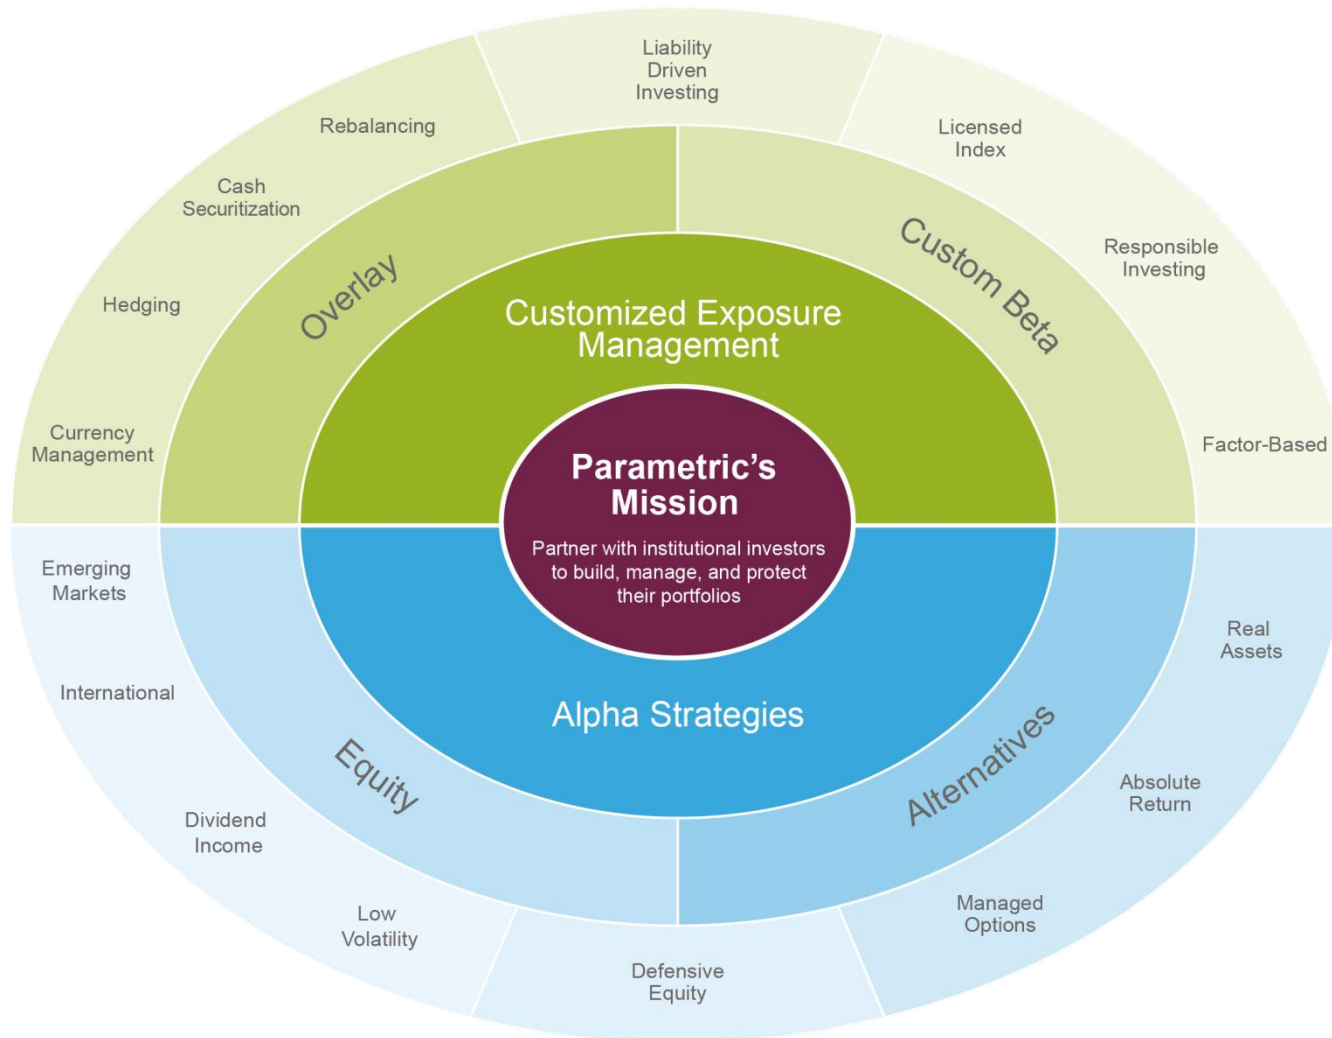 Liability
Driven
Investing
Rebalancing
Licensed
Index
Cash
Securitization
Overlay
Custom Beta
Responsible
Investing
Hedging
Customized Exposure
Management
Currency
Management
Factor-Based
Parametric’s
Mission
Partner with institutional investors
to build, manage, and protect
their portfolios
Emerging
Markets
Real
Assets
International
Alpha Strategies
Equity
Alternatives
Absolute
Return
Dividend
Income
Low
Volatility
Managed
Options
Defensive
Equity